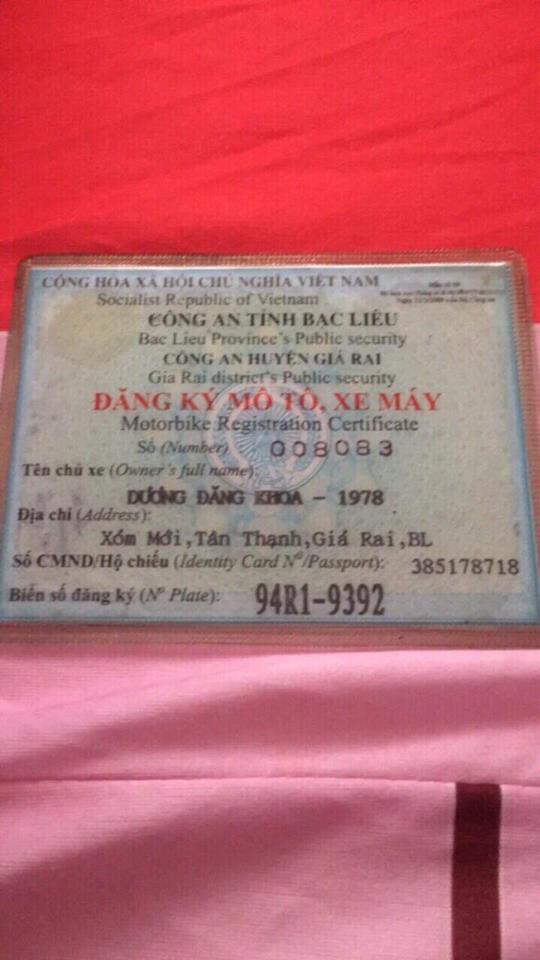 CỘNG HÒA XÃ HỘI CHỦ NGHĨA VIỆT NAM
Socialist Republic of Vietnam
CÔNG AN TỈNH BẠC LIÊU
Bac Lieu Province's Public security
CÔNG AN HUYỆN GIÁ RAI
Gia Rai district's Public security
ĐĂNG KÝ MÔ TÔ, XE MÁY
Motorbike Registration Certificate
Số (Number) 008083
Tên chủ xe (Owner's full name):
DƯƠNG ĐĂNG KHOA - 1978
Địa chỉ (Address):
Xóm Mới,Tân Thạnh,Giá Rai,BL
Số CMND/Hộ chiếu (Identity Card Nº/Passport): 385178718
Biển số đăng ký (Nº Plate): 94R1-9392